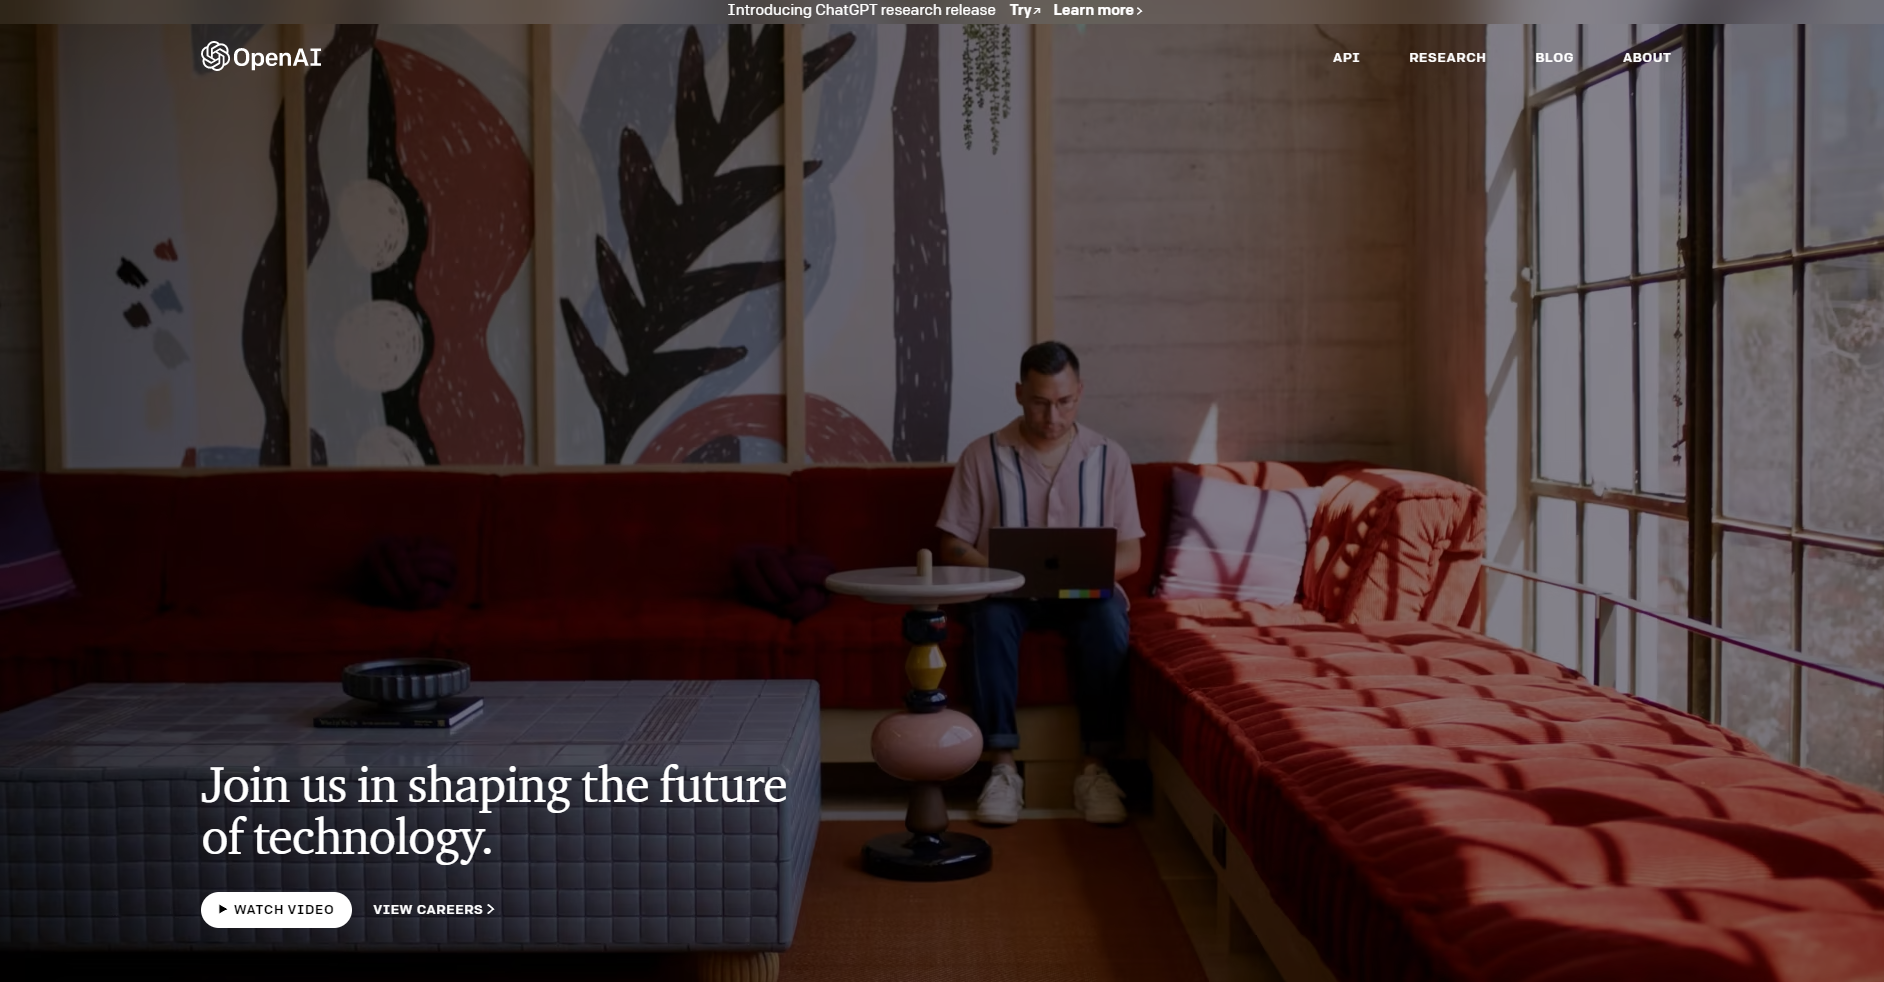 Introducing ChatGPT research release Try↗ Learn more >
OpenAI
API RESEARCH BLOG ABOUT
Join us in shaping the future
of technology.
▶ WATCH VIDEO VIEW CAREERS >